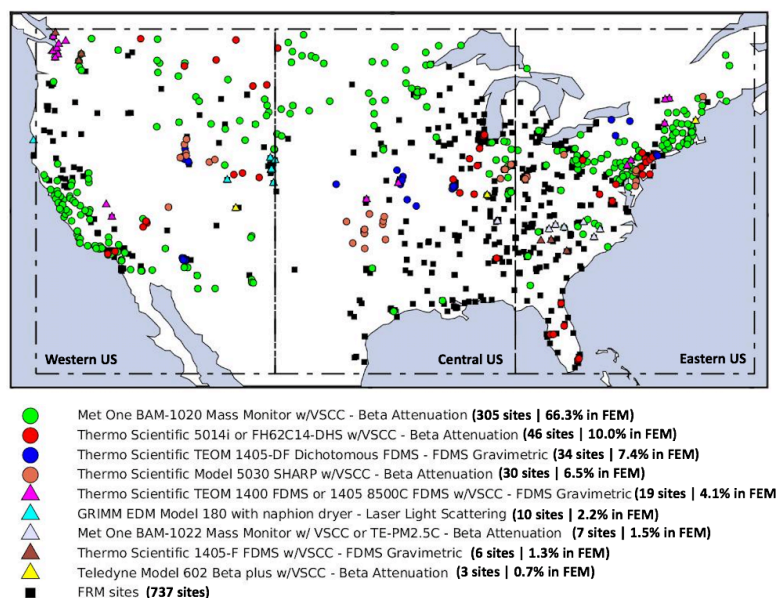 Western US
Central US
Eastern US
Met One BAM-1020 Mass Monitor w/VSCC - Beta Attenuation (305 sites | 66.3% in FEM)
Thermo Scientific 5014i or FH62C14-DHS w/VSCC - Beta Attenuation (46 sites | 10.0% in FEM)
Thermo Scientific TEOM 1405-DF Dichotomous FDMS - FDMS Gravimetric (34 sites | 7.4% in FEM)
Thermo Scientific Model 5030 SHARP w/VSCC - Beta Attenuation (30 sites | 6.5% in FEM)
Thermo Scientific TEOM 1400 FDMS or 1405 8500C FDMS w/VSCC - FDMS Gravimetric (19 sites | 4.1% in FEM
GRIMM EDM Model 180 with naphion dryer - Laser Light Scattering (10 sites | 2.2% in FEM)
Met One BAM-1022 Mass Monitor w/ VSCC or TE-PM2.5C - Beta Attenuation (7 sites | 1.5% in FEM)
Thermo Scientific 1405-F FDMS w/VSCC - FDMS Gravimetric (6 sites | 1.3% in FEM)
Teledyne Model 602 Beta plus w/VSCC - Beta Attenuation (3 sites | 0.7% in FEM)
FRM sites (737 sites)